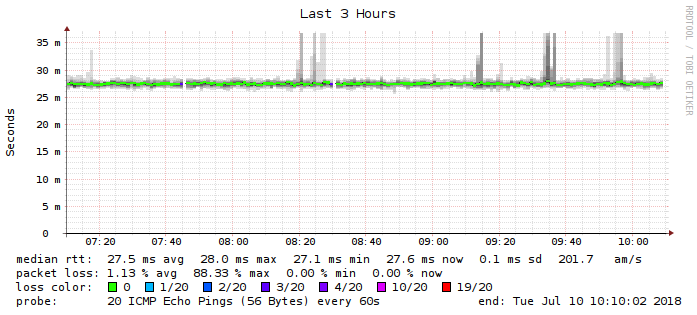 Last 3 Hours
RRDTOOL / TOBI OETIKER
Seconds
35 m
30 m
25 m
20 m
15 m
10 m
5 m
0
07:20 07:40 08:00 08:20 08:40 09:00 09:20 09:40 10:00
median rtt: 27.5 ms avg 28.0 ms max 27.1 ms min 27.6 ms now 0.1 ms sd 201.7 am/s
packet loss: 1.13 % avg 88.33 % max 0.00 % min 0.00 % now
loss color: 0 1/20 2/20 3/20 4/20 10/20 19/20
probe: 20 ICMP Echo Pings (56 Bytes) every 60s end: Tue Jul 10 10:10:02 2018